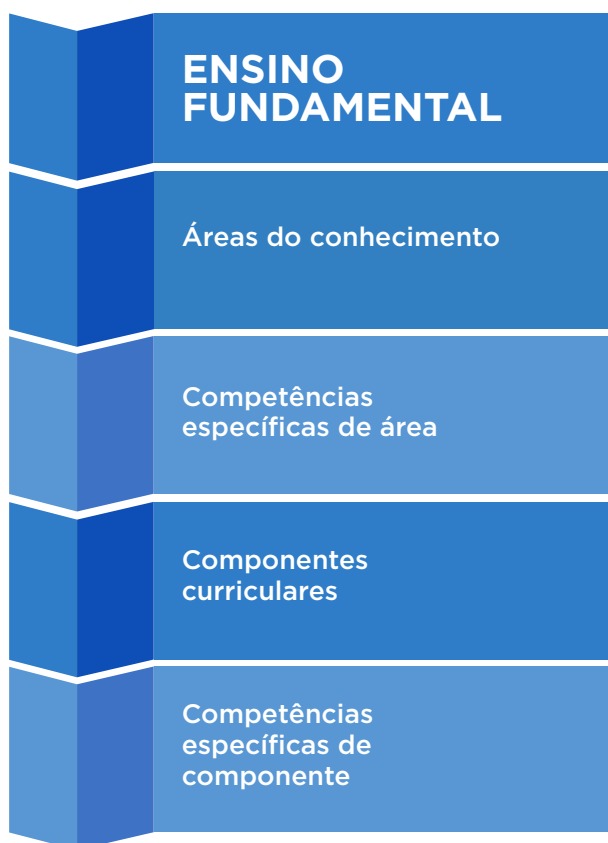 ENSINO
FUNDAMENTAL
Áreas do conhecimento
Competências
específicas de área
Componentes
curriculares
Competências
específicas de
componente